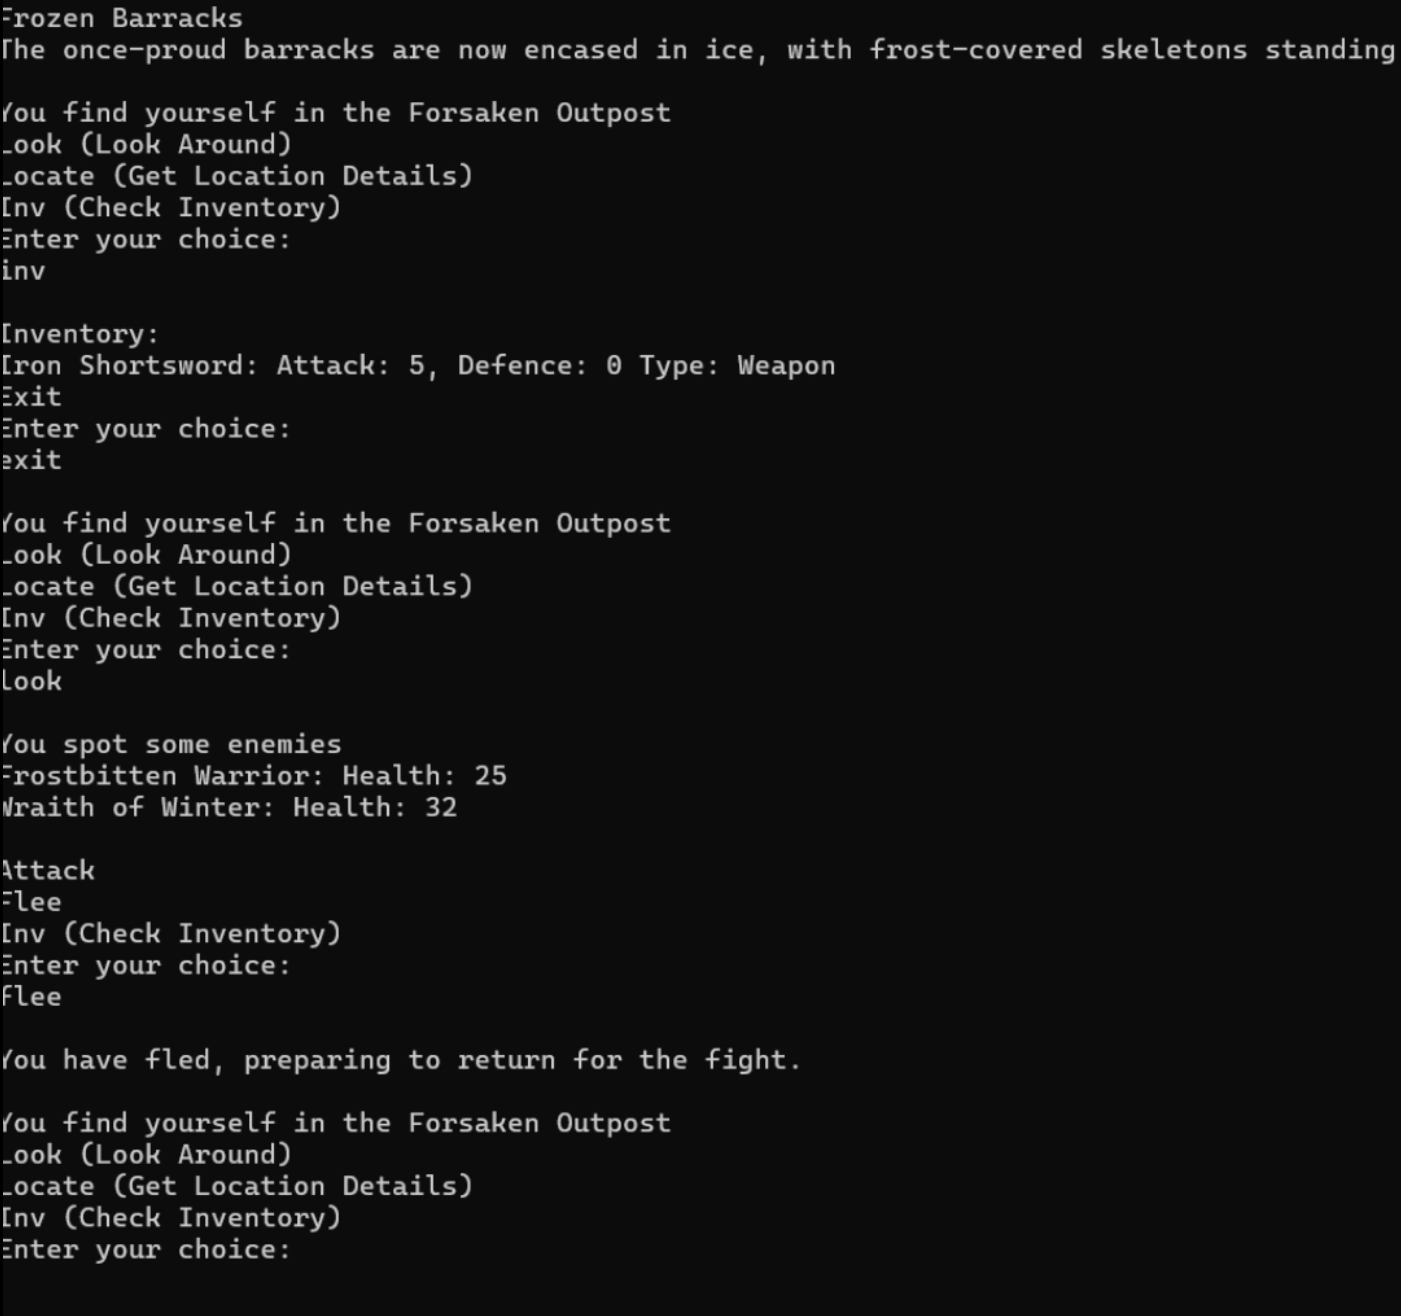 Frozen Barracks
The once-proud barracks are now encased in ice, with frost-covered skeletons standing
You find yourself in the Forsaken Outpost
Look (Look Around)
Locate (Get Location Details)
Inv (Check Inventory)
Enter your choice:
inv
Inventory:
Iron Shortsword: Attack: 5, Defence: 0 Type: Weapon
Exit
Enter your choice:
exit
You find yourself in the Forsaken Outpost
Look (Look Around)
Locate (Get Location Details)
Inv (Check Inventory)
Enter your choice:
look
You spot some enemies
Frostbitten Warrior: Health: 25
Wraith of Winter: Health: 32
Attack
Flee
Inv (Check Inventory)
Enter your choice:
flee
You have fled, preparing to return for the fight.
You find yourself in the Forsaken Outpost
Look (Look Around)
Locate (Get Location Details)
Inv (Check Inventory)
Enter your choice: